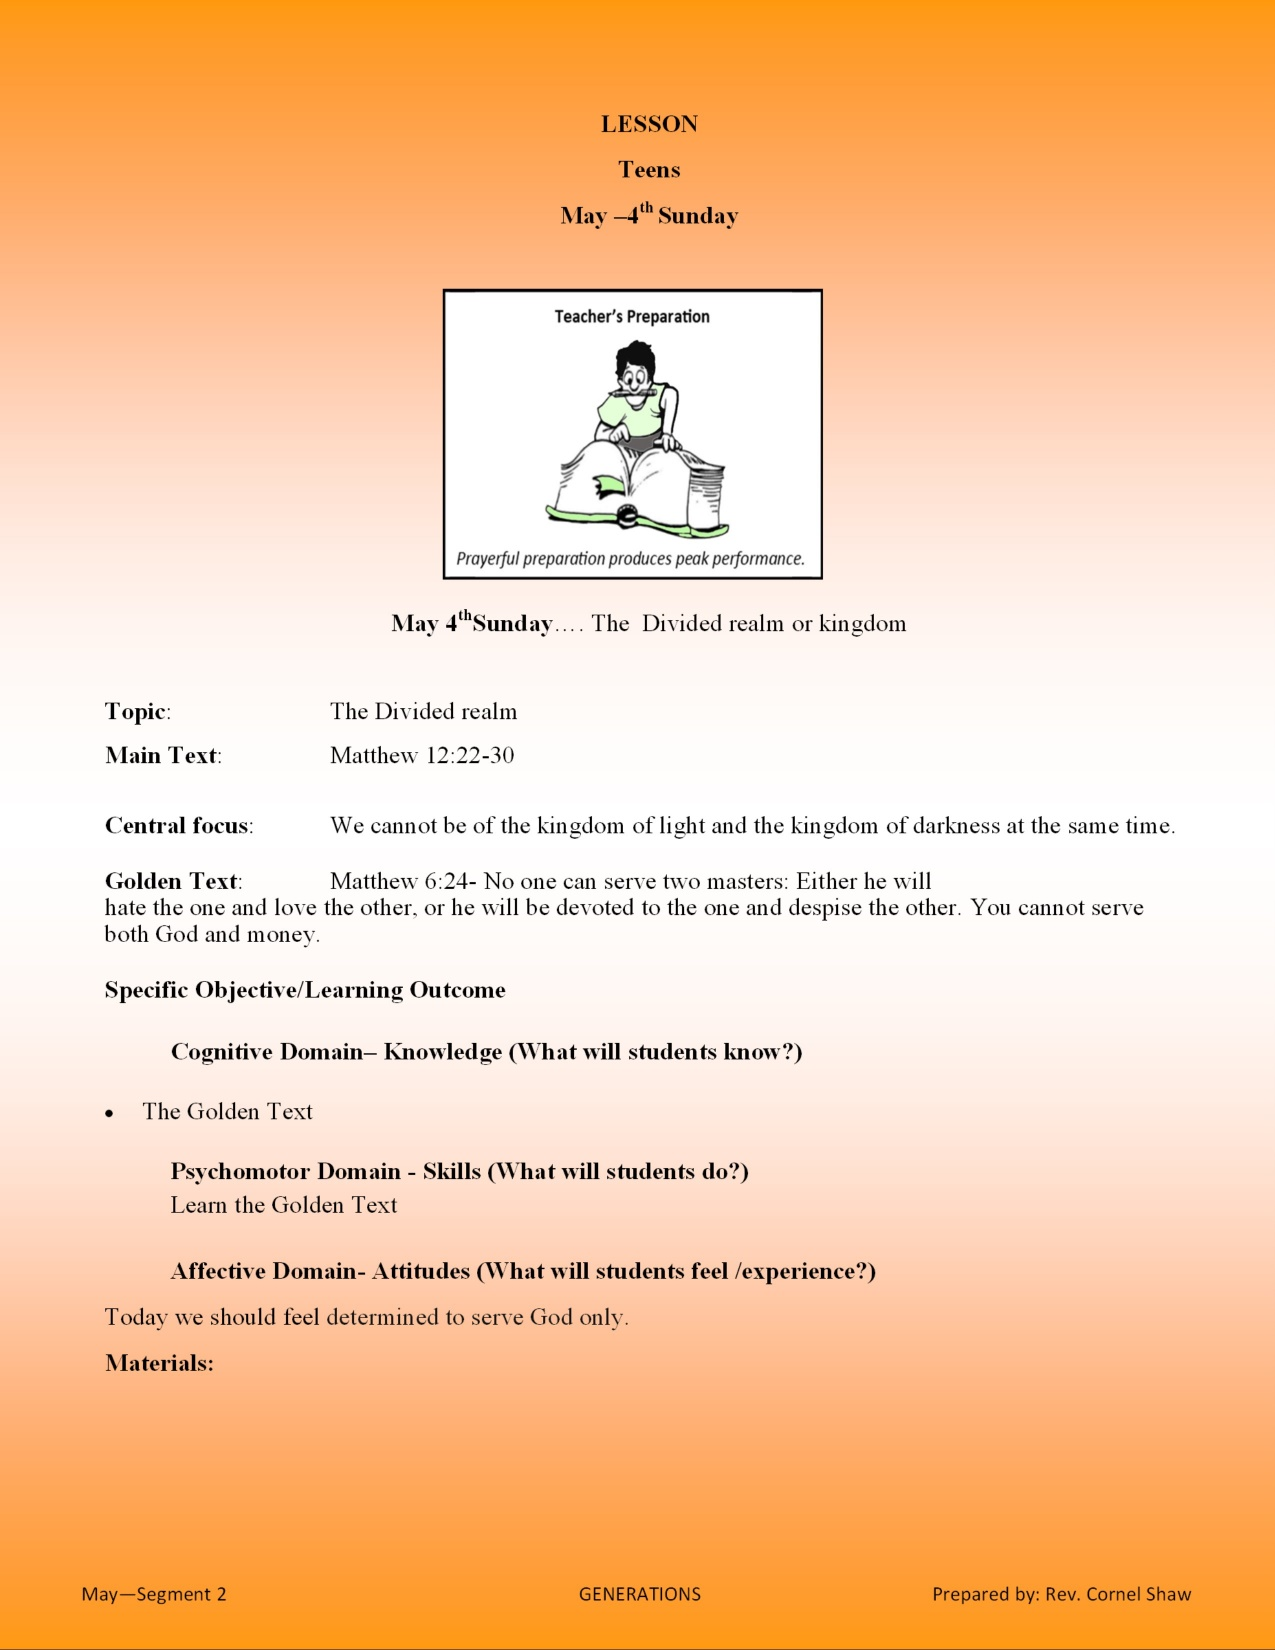 LESSON
Teens
May –4th Sunday
Teacher's Preparation
Prayerful preparation produces peak performance.
May 4thSunday…. The  Divided realm or kingdom
Topic: The Divided realm
Main Text: Matthew 12:22-30
Central focus: We cannot be of the kingdom of light and the kingdom of darkness at the same time.
Golden Text: Matthew 6:24- No one can serve two masters: Either he will
hate the one and love the other, or he will be devoted to the one and despise the other. You cannot serve
both God and money.
Specific Objective/Learning Outcome
Cognitive Domain– Knowledge (What will students know?)
• The Golden Text
Psychomotor Domain - Skills (What will students do?)
Learn the Golden Text
Affective Domain- Attitudes (What will students feel /experience?)
Today we should feel determined to serve God only.
Materials:
May—Segment 2 GENERATIONS Prepared by: Rev. Cornel Shaw